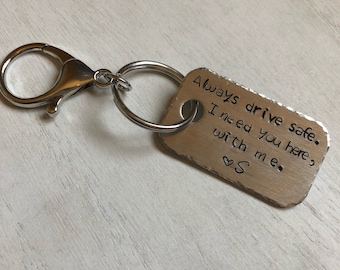 Always drive safe.
I need you here,
with me.
♥S